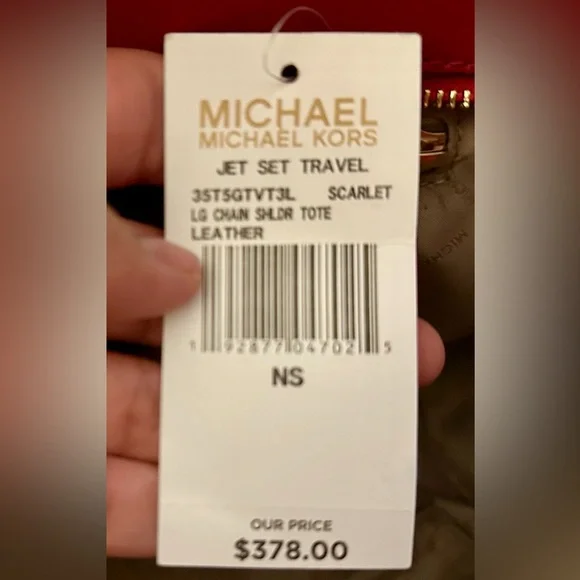 MICHAEL
MICHAEL KORS
JET SET TRAVEL
35T5GTVT3L SCARLET
LG CHAIN SHLDR TOTE
LEATHER
1 92877 04702 5
NS
OUR PRICE
$378.00
MICH